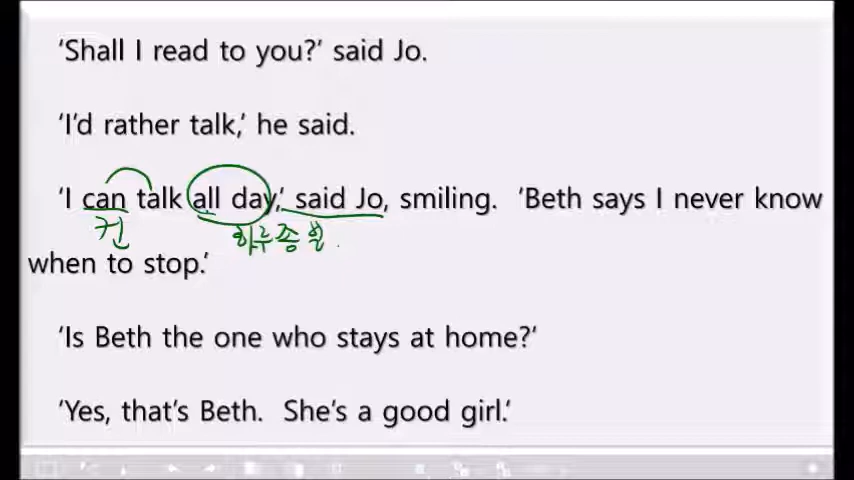 ‘Shall I read to you?’ said Jo.
‘I’d rather talk,’ he said.
‘I can talk all day,’ said Jo, smiling. ‘Beth says I never know
컨 하루종일
when to stop.’
‘Is Beth the one who stays at home?‘
‘Yes, that’s Beth. She’s a good girl.’